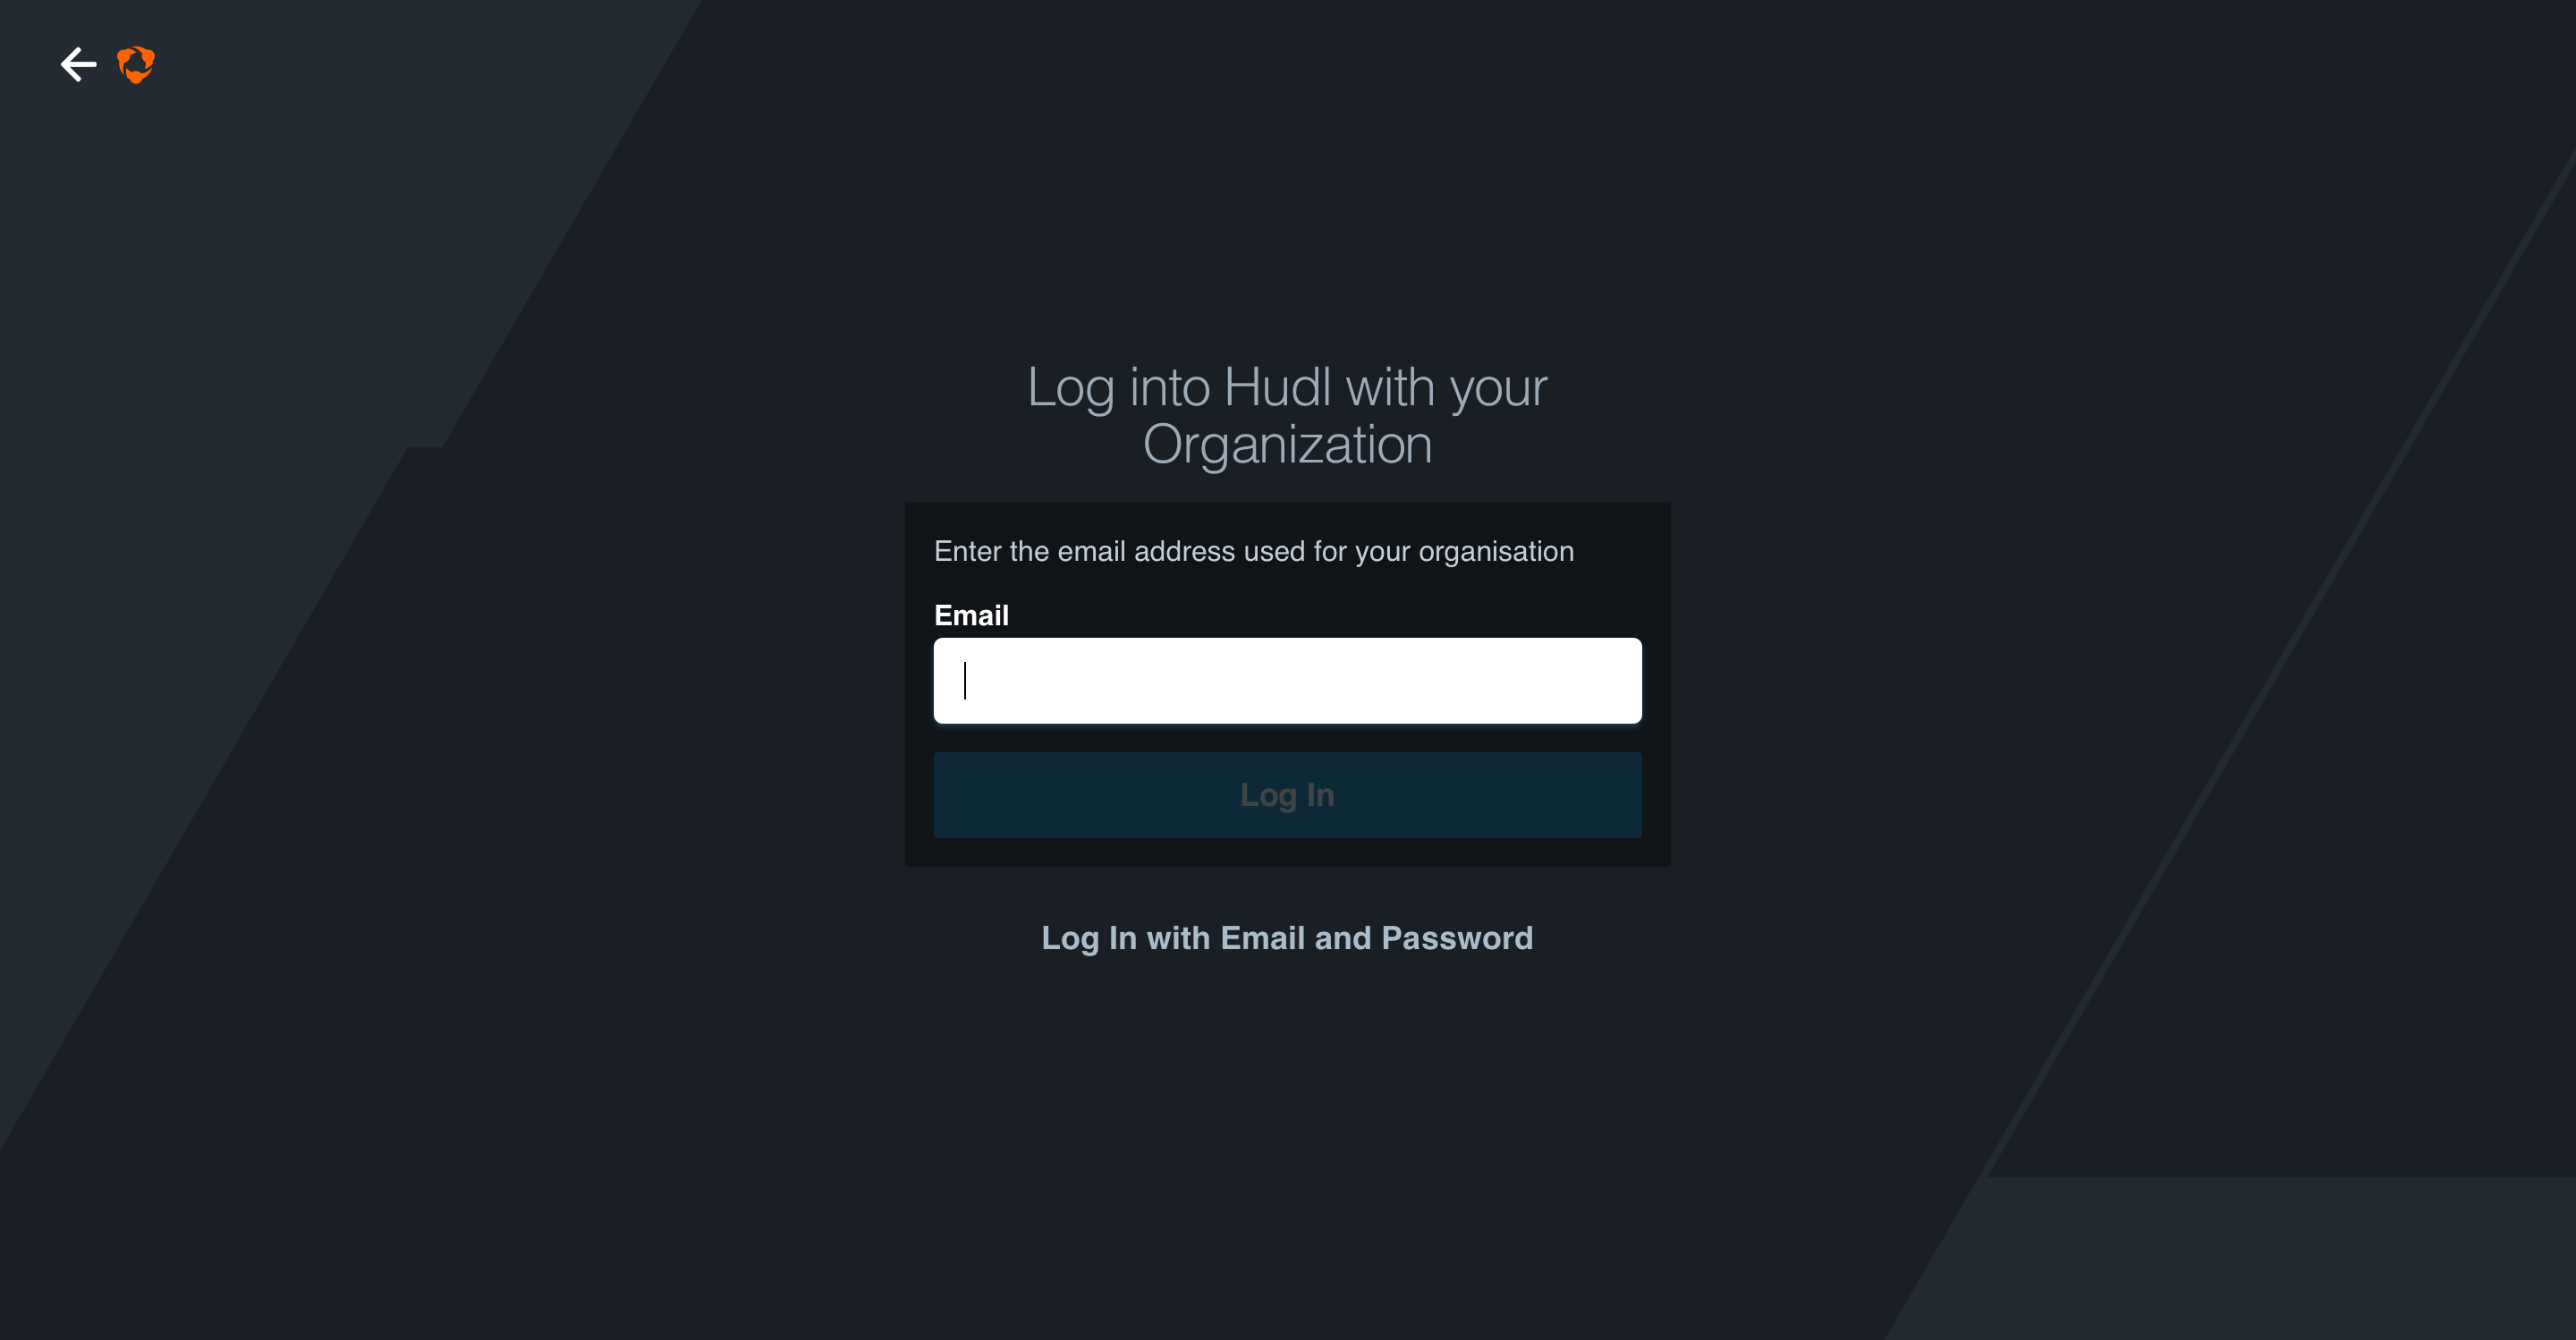 Log into Hudl with your
Organization
Enter the email address used for your organisation
Email
Log In
Log In with Email and Password